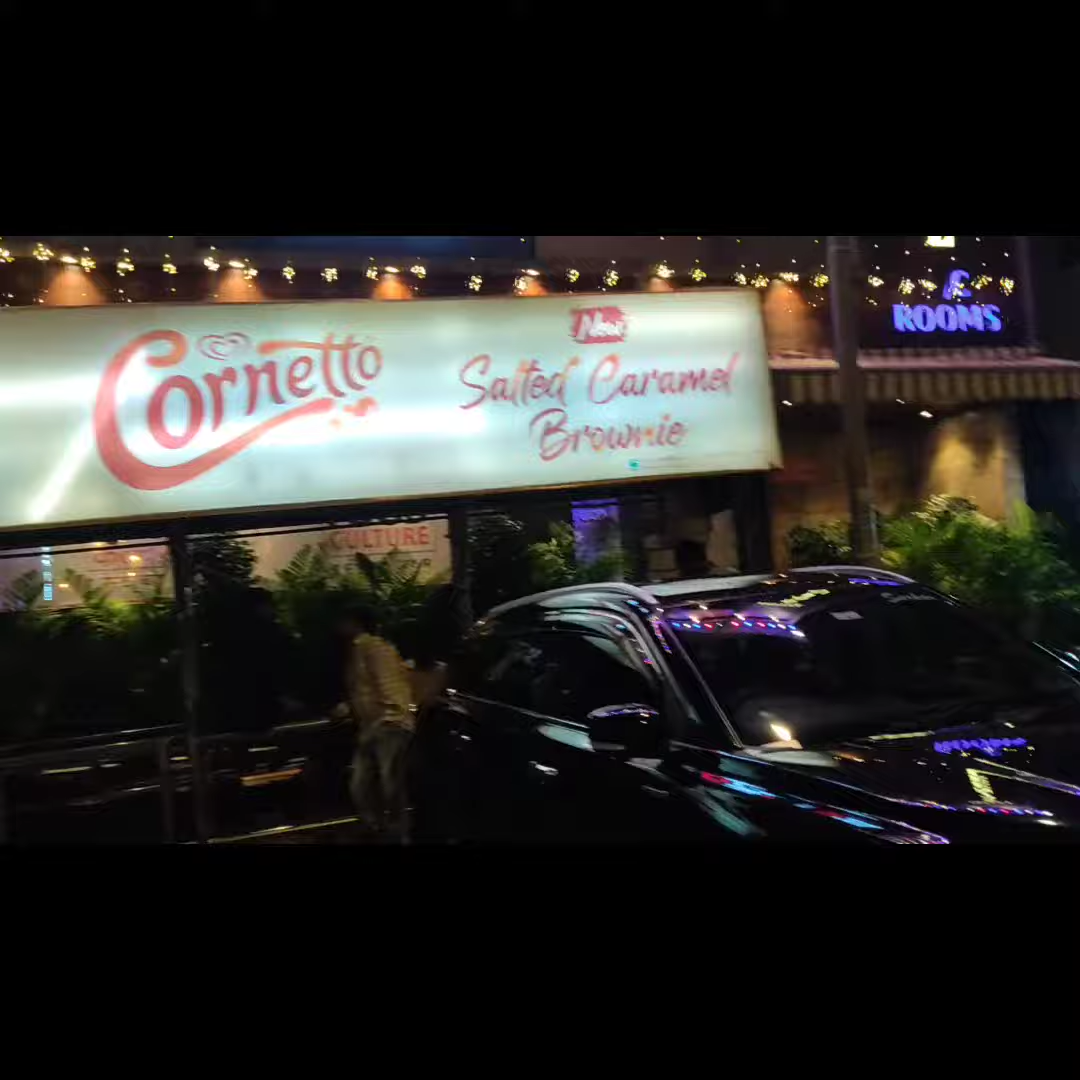 Cornetto
New
Salted Caramel
Brownie
ROOMS
CULTURE